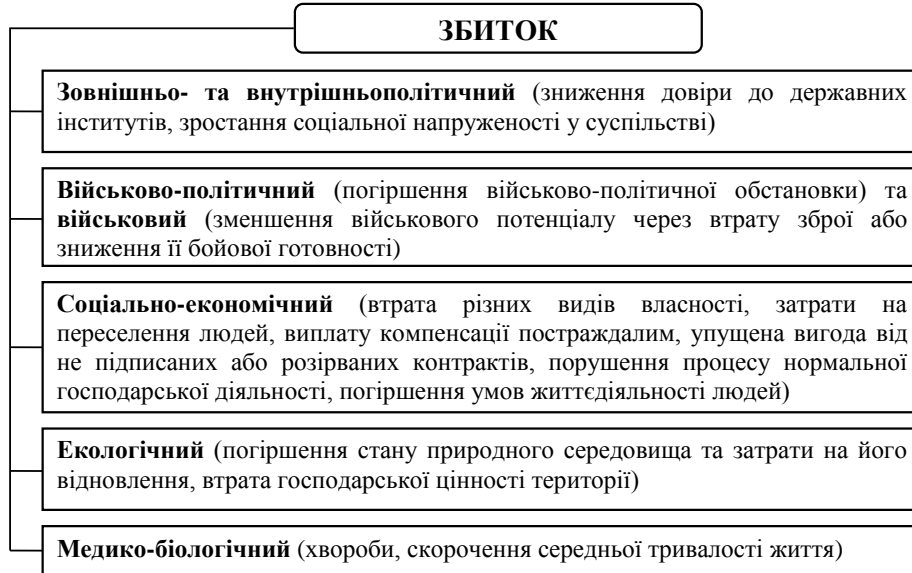 ЗБИТОК
Зовнішньо- та внутрішньополітичний (зниження довіри до державних
інститутів, зростання соціальної напруженості у суспільстві)
Військово-політичний (погіршення військово-політичної обстановки) та
військовий (зменшення військового потенціалу через втрату зброї або
зниження її бойової готовності)
Соціально-економічний (втрата різних видів власності, затрати на
переселення людей, виплату компенсації постраждалим, упущена вигода від
не підписаних або розірваних контрактів, порушення процесу нормальної
господарської діяльності, погіршення умов життєдіяльності людей)
Екологічний (погіршення стану природного середовища та затрати на його
відновлення, втрата господарської цінності території)
Медико-біологічний (хвороби, скорочення середньої тривалості життя)